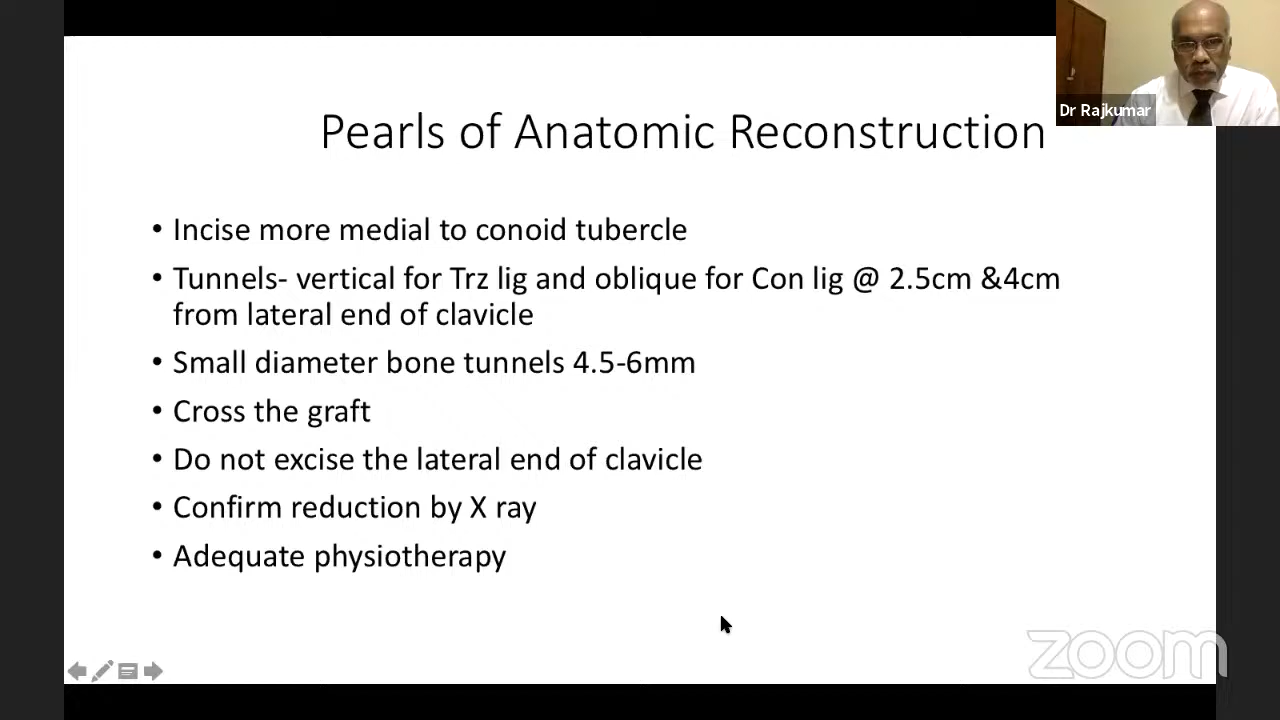 Dr Rajkumar
Pearls of Anatomic Reconstruction
• Incise more medial to conoid tubercle
• Tunnels- vertical for Trz lig and oblique for Con lig @ 2.5cm &4cm
from lateral end of clavicle
• Small diameter bone tunnels 4.5-6mm
• Cross the graft
• Do not excise the lateral end of clavicle
• Confirm reduction by X ray
• Adequate physiotherapy
zoom